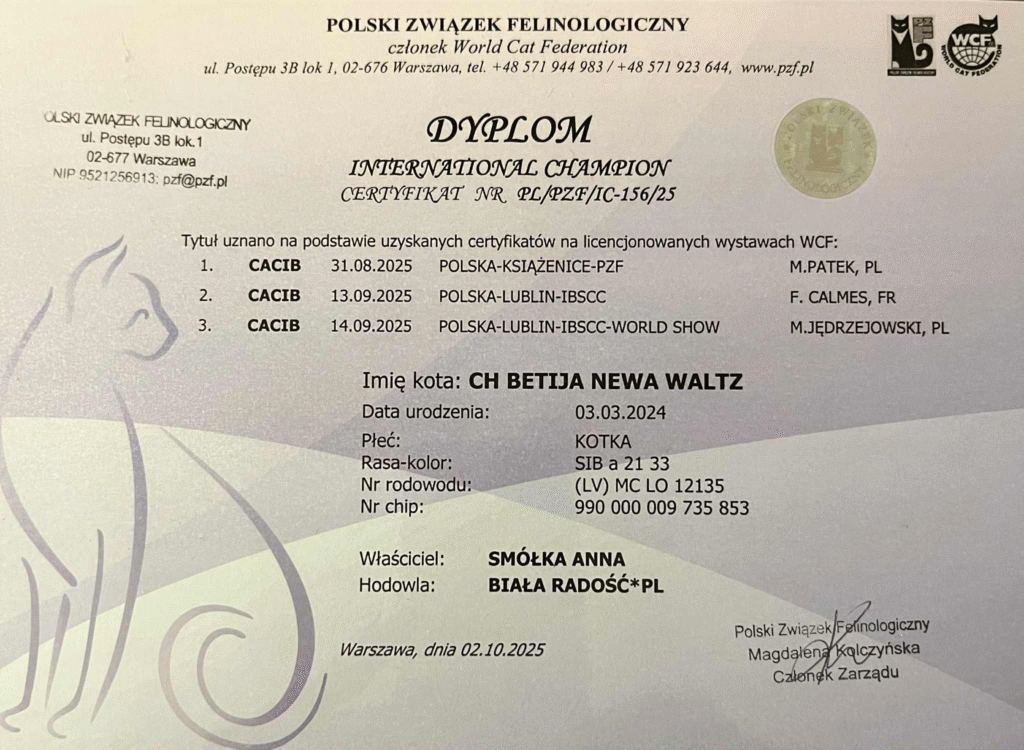 POLSKI ZWIĄZEK FELINOLOGICZNY
członek World Cat Federation
ul. Postępu 3B lok 1, 02-676 Warszawa, tel. +48 571 944 983 / +48 571 923 644, www.pzf.pl
WCF
WORLD CAT FEDERATION
OLSKI ZWIĄZEK FELINOLOGICZNY
ul. Postępu 3B lok.1
02-677 Warszawa
NIP 9521256913: pzf@pzf.pl
DYPLOM
INTERNATIONAL CHAMPION
CERTYFIKAT NR PL/PZF/IC-156/25
POLSKI ZWIĄZEK FELINOLOGICZNY
Tytuł uznano na podstawie uzyskanych certyfikatów na licencjonowanych wystawach WCF:
1. CACIB 31.08.2025 POLSKA-KSIĄŻENICE-PZF M.PATEK, PL
2. CACIB 13.09.2025 POLSKA-LUBLIN-IBSCC F. CALMES, FR
3. CACIB 14.09.2025 POLSKA-LUBLIN-IBSCC-WORLD SHOW M.JĘDRZEJOWSKI, PL
Imię kota: CH BETIJA NEWA WALTZ
Data urodzenia: 03.03.2024
Płeć: KOTKA
Rasa-kolor: SIB a 21 33
Nr rodowodu: (LV) MC LO 12135
Nr chip: 990 000 009 735 853
Właściciel: SMÓŁKA ANNA
Hodowla: BIAŁA RADOŚĆ*PL
Warszawa, dnia 02.10.2025
Polski Związek Felinologiczny
Magdalena Kolczyńska
Członek Zarządu